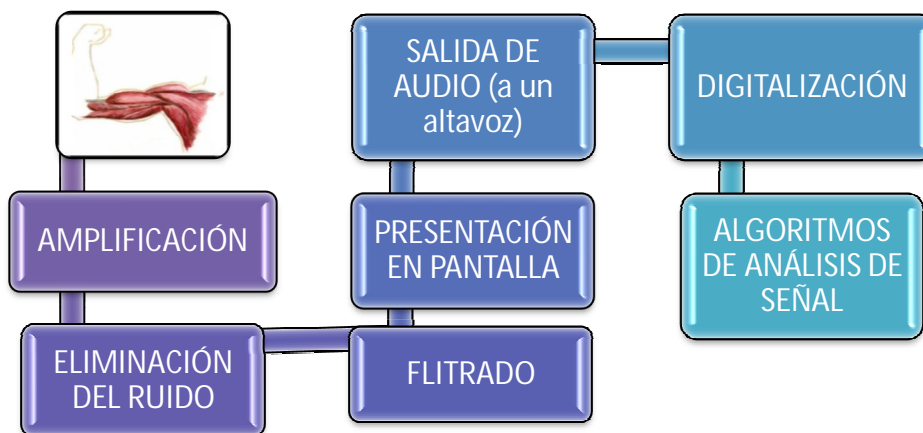 AMPLIFICACIÓN
ELIMINACIÓN
DEL RUIDO
FLITRADO
PRESENTACIÓN
EN PANTALLA
SALIDA DE
AUDIO (a un
altavoz)
DIGITALIZACIÓN
ALGORITMOS
DE ANÁLISIS DE
SEÑAL